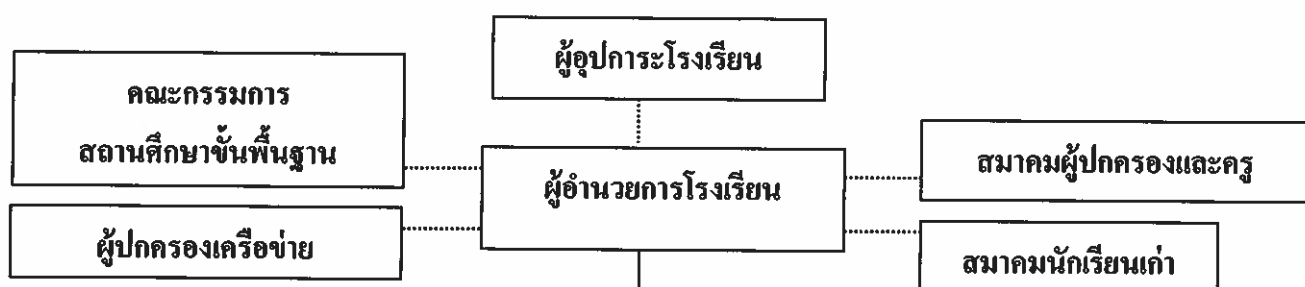 ผู้อุปการะโรงเรียน
คณะกรรมการ
สถานศึกษาขั้นพื้นฐาน
ผู้อำนวยการโรงเรียน
สมาคมผู้ปกครองและครู
ผู้ปกครองเครือข่าย
สมาคมนักเรียนเก่า